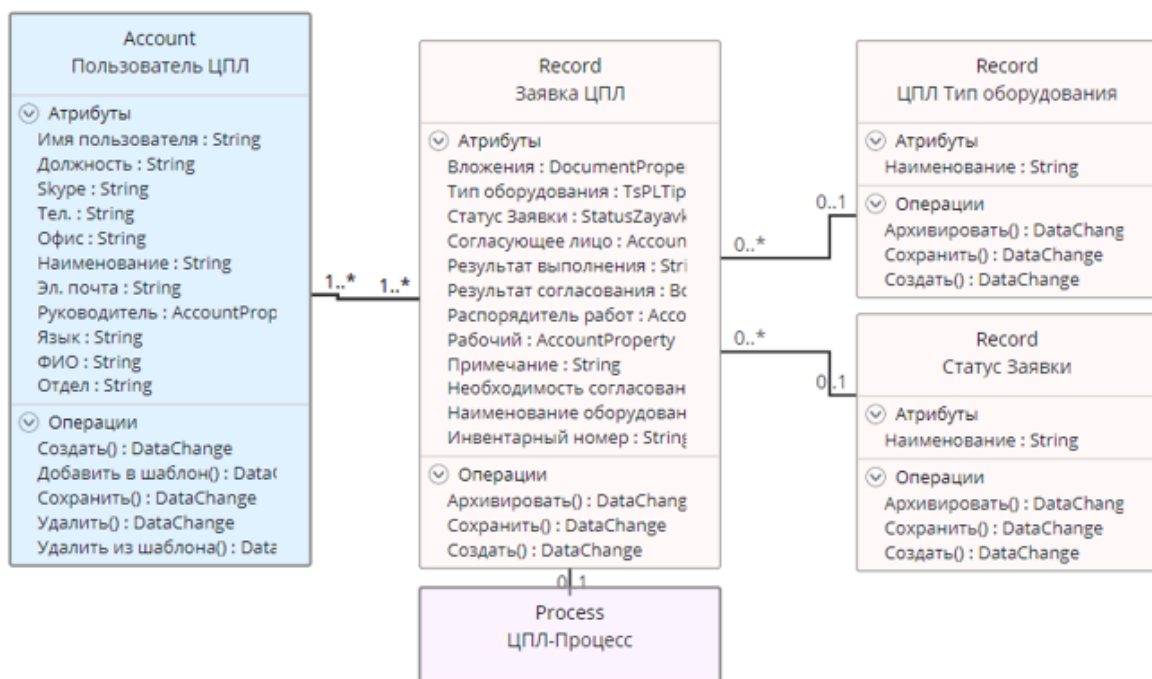 Account
Пользователь ЦПЛ
Атрибуты
Имя пользователя : String
Должность : String
Skype : String
Тел. : String
Офис : String
Наименование : String
Эл. почта : String
Руководитель : AccountProp
Язык : String
ФИО : String
Отдел : String
Операции
Создать() : DataChange
Добавить в шаблон() : Data
Сохранить() : DataChange
Удалить() : DataChange
Удалить из шаблона() : Data
1..*
1..*
Record
Заявка ЦПЛ
Атрибуты
Вложения : DocumentPrope
Тип оборудования : TsPLTip
Статус Заявки : StatusZayavk
Согласующее лицо : Accoun
Результат выполнения : Stri
Результат согласования : Bo
Распорядитель работ : Acco
Рабочий : AccountProperty
Примечание : String
Необходимость согласован
Наименование оборудован
Инвентарный номер : String
Операции
Архивировать() : DataChang
Сохранить() : DataChange
Создать() : DataChange
0..1
Process
ЦПЛ-Процесс
0..*
0..1
Record
ЦПЛ Тип оборудования
Атрибуты
Наименование : String
Операции
Архивировать() : DataChang
Сохранить() : DataChange
Создать() : DataChange
0..*
0..1
Record
Статус Заявки
Атрибуты
Наименование : String
Операции
Архивировать() : DataChang
Сохранить() : DataChange
Создать() : DataChange